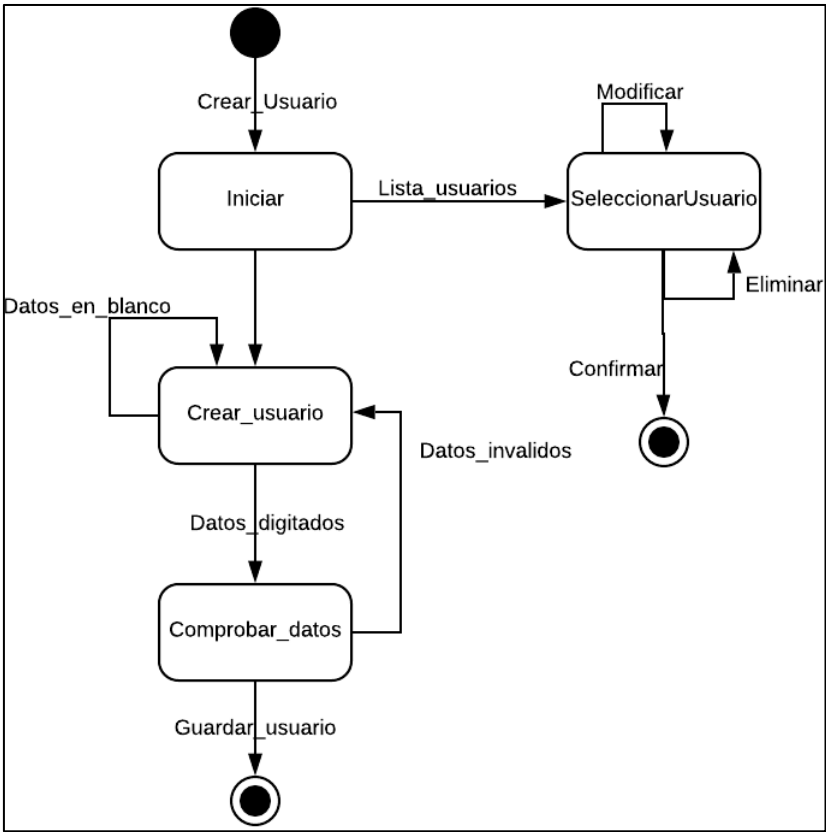 Crear_Usuario
Modificar
Iniciar
Lista_usuarios
SeleccionarUsuario
Eliminar
Datos_en_blanco
Confirmar
Crear_usuario
Datos_invalidos
Datos_digitados
Comprobar_datos
Guardar_usuario